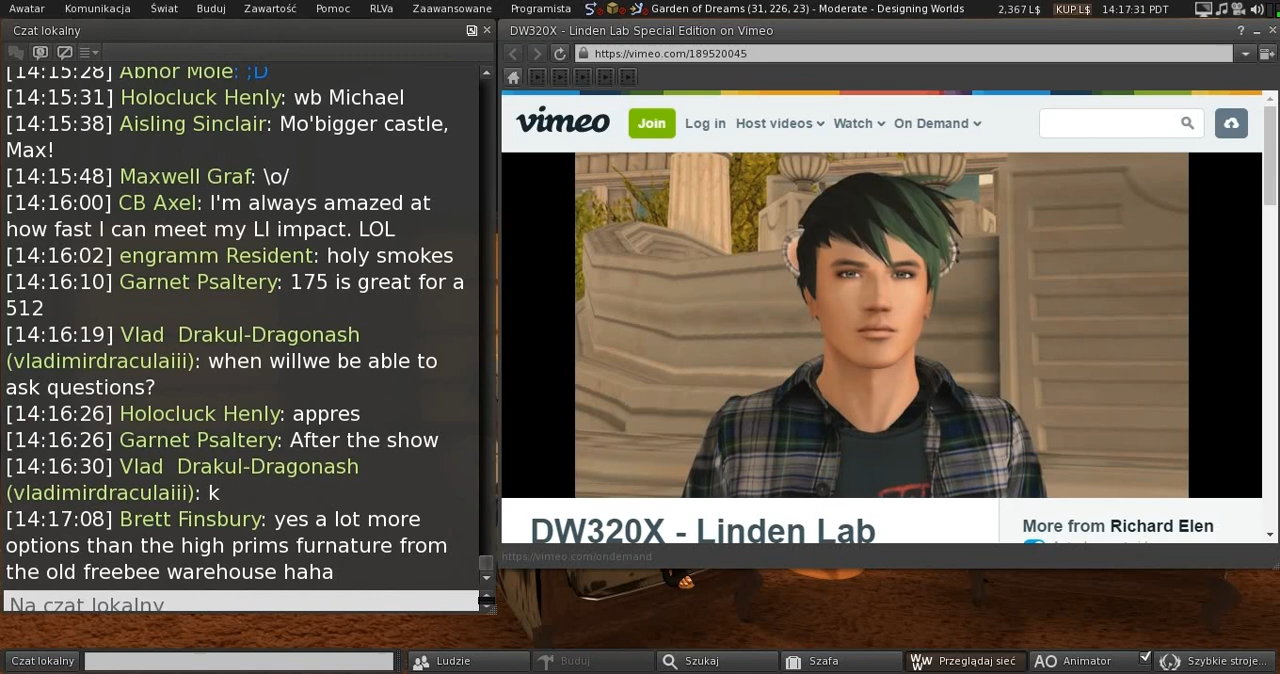 Awatar Komunikacja Świat Buduj Zawartość Pomoc RLVa Zaawansowane Programista Garden of Dreams (31, 226, 23) - Moderate - Designing Worlds 2,367 L$ KUP L$ 14:17:31 PDT
Czat lokalny
[14:15:28] Abnor Mole: ;D
[14:15:31] Holocluck Henly: wb Michael
[14:15:38] Aisling Sinclair: Mo'bigger castle,
Max!
[14:15:48] Maxwell Graf: \o/
[14:16:00] CB Axel: I'm always amazed at
how fast I can meet my LI impact. LOL
[14:16:02] engramm Resident: holy smokes
[14:16:10] Garnet Psaltery: 175 is great for a
512
[14:16:19] Vlad Drakul-Dragonash
(vladimirdraculaiii): when willwe be able to
ask questions?
[14:16:26] Holocluck Henly: appres
[14:16:26] Garnet Psaltery: After the show
[14:16:30] Vlad Drakul-Dragonash
(vladimirdraculaiii): k
[14:17:08] Brett Finsbury: yes a lot more
options than the high prims furnature from
the old freebee warehouse haha
Na czat lokalny
DW320X - Linden Lab Special Edition on Vimeo
https://vimeo.com/189520045
vimeo Join Log in Host videos Watch On Demand
DW320X - Linden Lab
More from Richard Elen
https://vimeo.com/ondemand
Czat lokalny Ludzie Buduj Szukaj Szafa Przeglądaj sieć AO Animator Szybkie stroje...